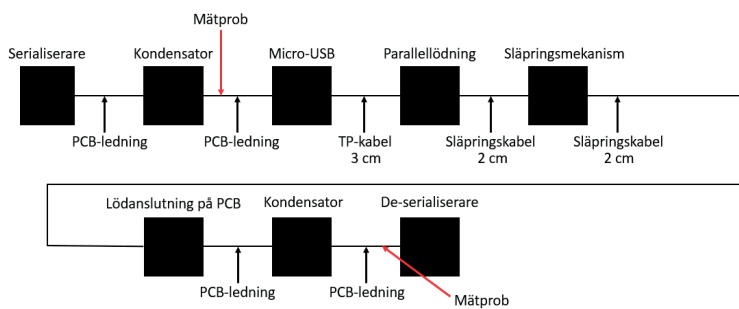 Mätprob
Serialiserare
Kondensator
Micro-USB
Parallellödning
Släpringsmekanism
PCB-ledning
PCB-ledning
TP-kabel
3 cm
Släpringskabel
2 cm
Släpringskabel
2 cm
Lödanslutning på PCB
Kondensator
De-serialiserare
PCB-ledning
PCB-ledning
Mätprob